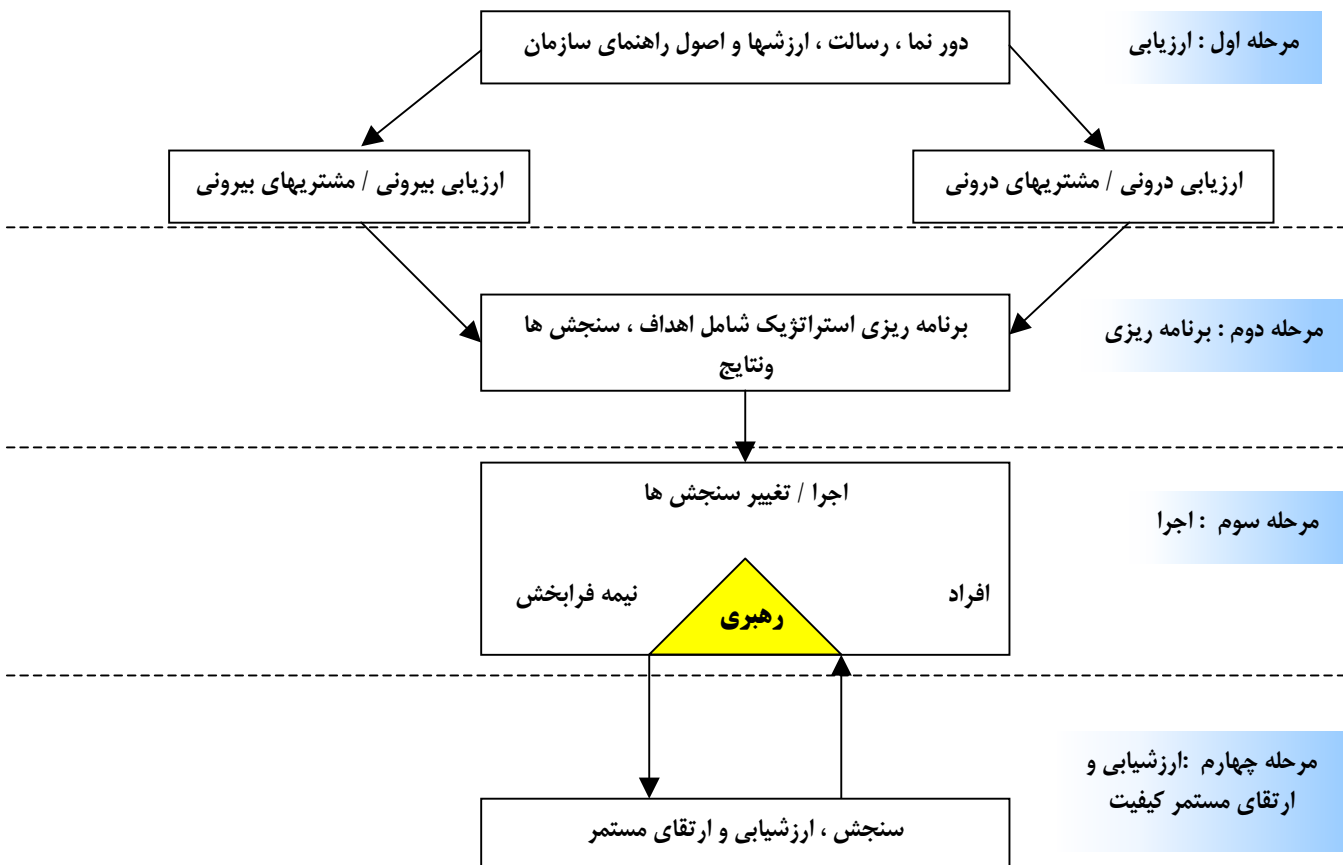 مرحله اول : ارزیابی
دور نما ، رسالت ، ارزشها و اصول راهنمای سازمان
ارزیابی درونی / مشتریهای درونی
ارزیابی بیرونی / مشتریهای بیرونی
مرحله دوم : برنامه ریزی
برنامه ریزی استراتژیک شامل اهداف ، سنجش ها
ونتایج
مرحله سوم : اجرا
اجرا / تغییر سنجش ها
افراد
رهبری
نیمه فرابخش
مرحله چهارم :ارزشیابی و
ارتقای مستمر کیفیت
سنجش ، ارزشیابی و ارتقای مستمر